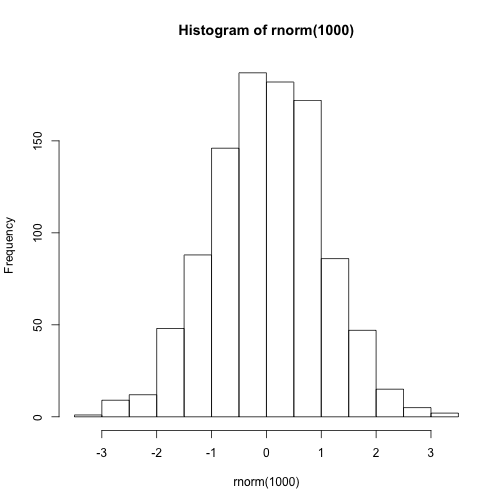 Histogram of rnorm(1000)
Frequency
150
100
50
0
-3 -2 -1 0 1 2 3
rnorm(1000)